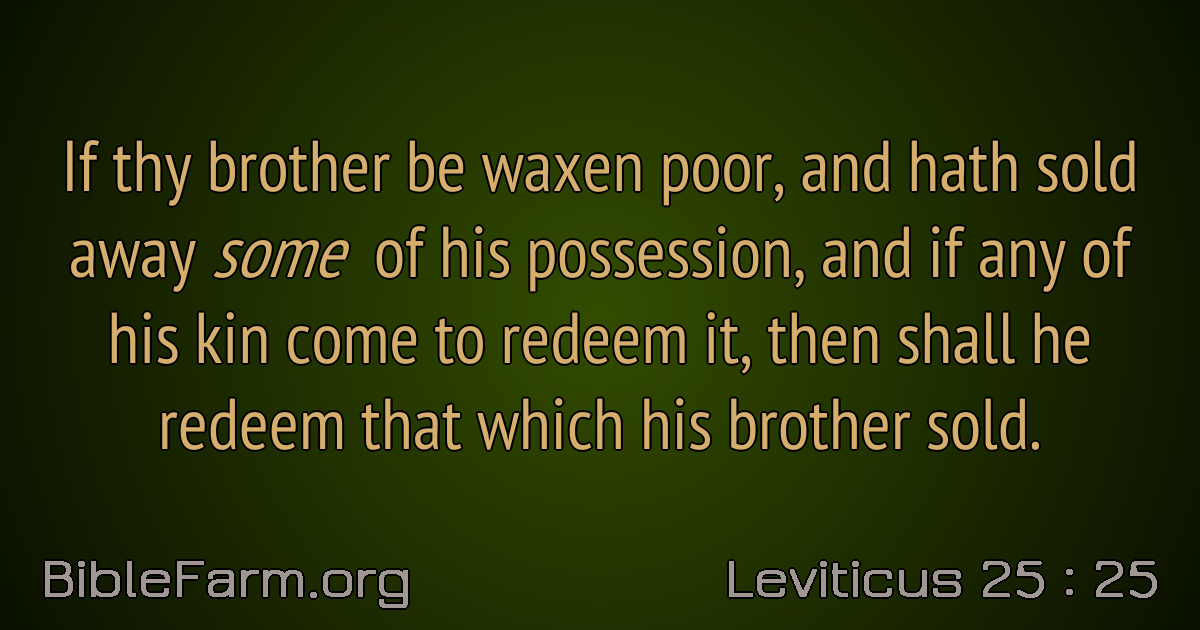 If thy brother be waxen poor, and hath sold
away some of his possession, and if any of
his kin come to redeem it, then shall he
redeem that which his brother sold.
BibleFarm.org
Leviticus 25 : 25